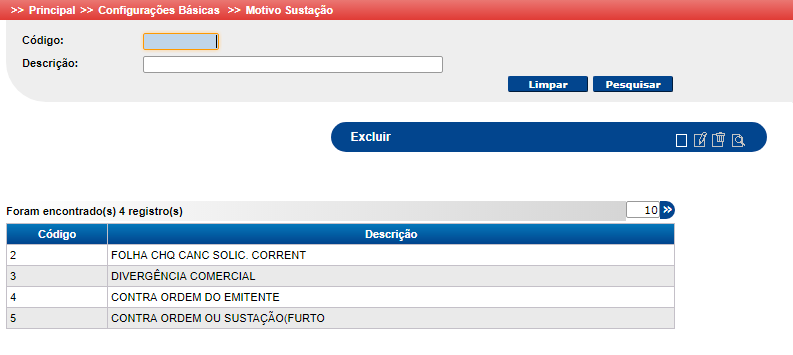 >> Principal >> Configurações Básicas >> Motivo Sustação
Código:
Descrição:
Limpar Pesquisar
Excluir
Foram encontrado(s) 4 registro(s) 10 »
Código Descrição
2 FOLHA CHQ CANC SOLIC. CORRENT
3 DIVERGÊNCIA COMERCIAL
4 CONTRA ORDEM DO EMITENTE
5 CONTRA ORDEM OU SUSTAÇÃO(FURTO